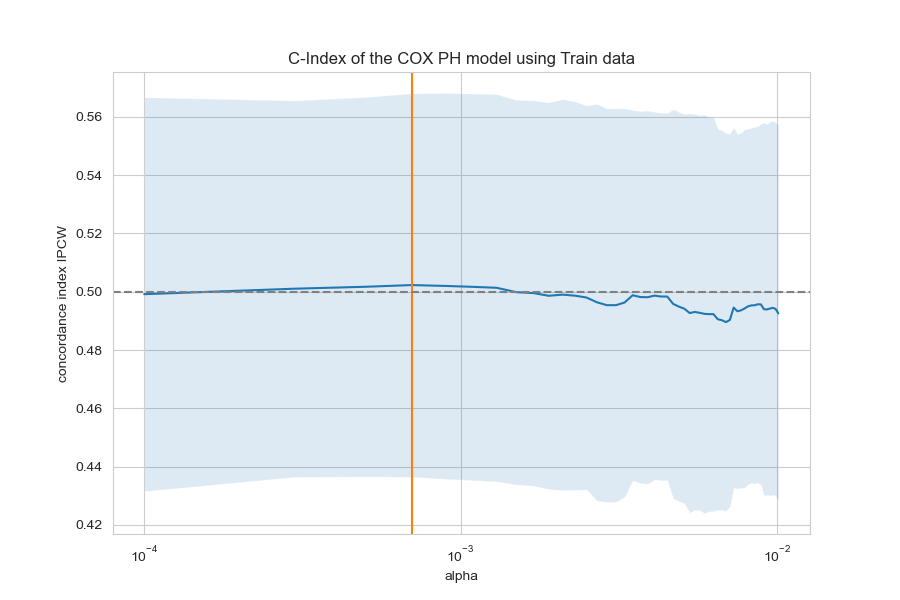 C-Index of the COX PH model using Train data
concordance index IPCW
0.56
0.54
0.52
0.50
0.48
0.46
0.44
0.42
10⁻⁴ 10⁻³ 10⁻²
alpha